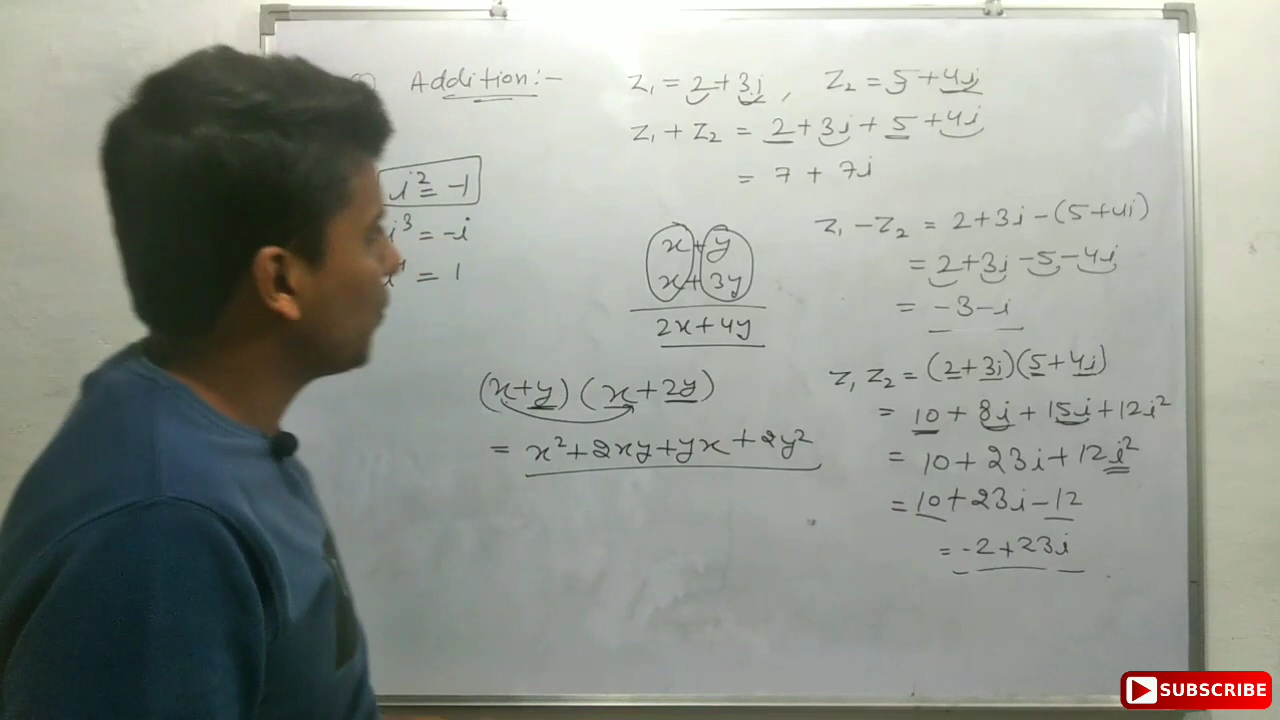 Addition:-
z₁ = 2+3i , z₂ = 5+4i
z₁ + z₂ = 2+3i+5+4i
= 7+7i
i² = -1
i³ = -i
= 1
x+y
x+3y
2x+4y
z₁ - z₂ = 2+3i-(5+4i)
= 2+3i-5-4i
= -3-i
(x+y) (x+2y)
= x²+2xy+yx+2y²
z₁ z₂ = (2+3i)(5+4i)
= 10+8i+15i+12i²
= 10+23i+12i²
= 10+23i-12
= -2+23i
SUBSCRIBE